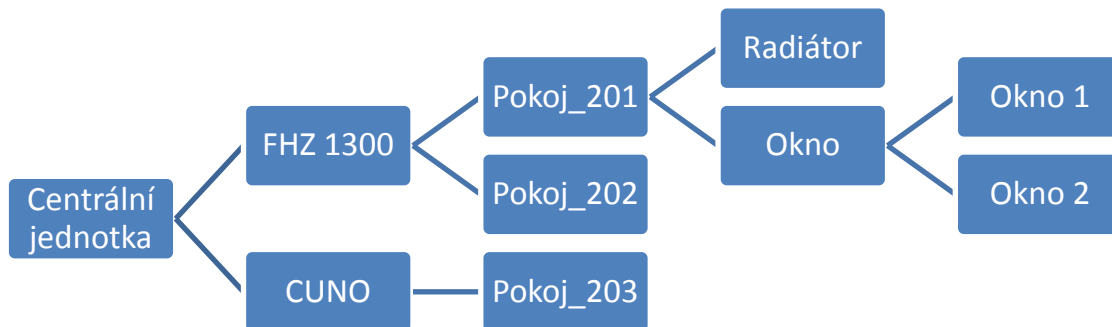 Centrální
jednotka
FHZ 1300
CUNO
Pokoj_201
Pokoj_202
Pokoj_203
Radiátor
Okno
Okno 1
Okno 2